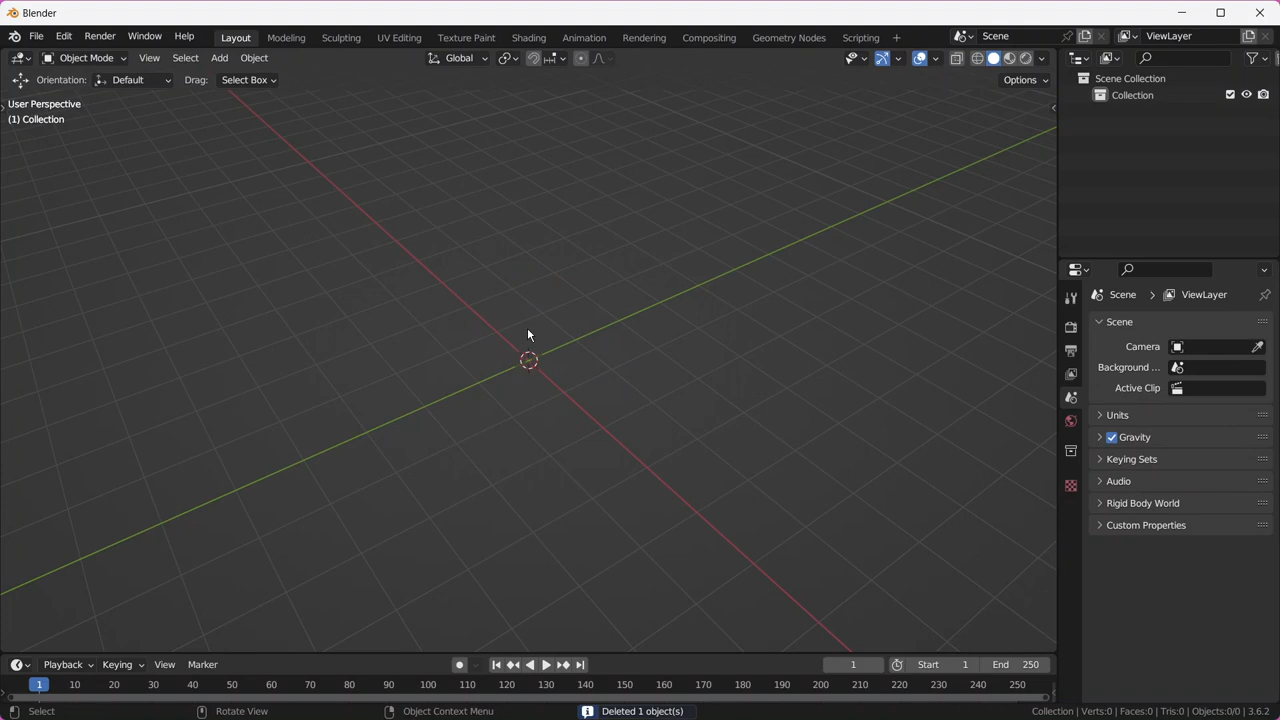 Blender
File Edit Render Window Help Layout Modeling Sculpting UV Editing Texture Paint Shading Animation Rendering Compositing Geometry Nodes Scripting + Scene ViewLayer
Object Mode View Select Add Object Global
Orientation: Default Drag: Select Box Options
User Perspective
(1) Collection
Scene Collection
Collection
Scene ViewLayer
Scene
Camera
Background ...
Active Clip
Units
Gravity
Keying Sets
Audio
Rigid Body World
Custom Properties
Playback Keying View Marker 1 Start 1 End 250
1 10 20 30 40 50 60 70 80 90 100 110 120 130 140 150 160 170 180 190 200 210 220 230 240 250
Select Rotate View Object Context Menu Deleted 1 object(s) Collection | Verts:0 | Faces:0 | Tris:0 | Objects:0/0 | 3.6.2